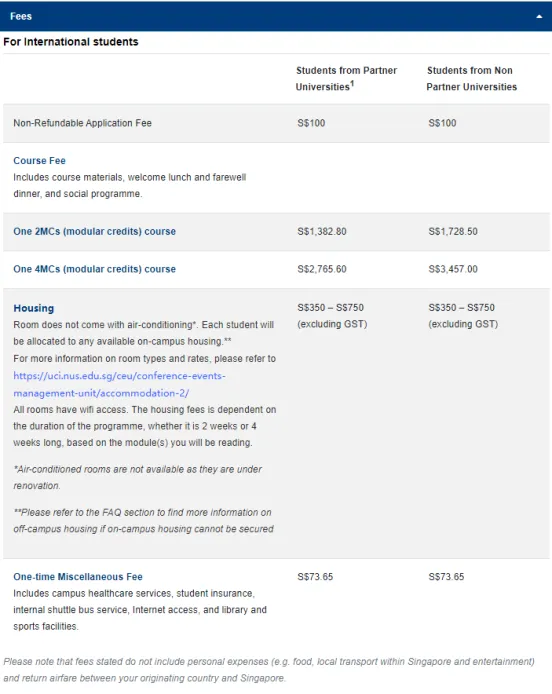 Fees
For International students
Students from Partner Students from Non
Universities1 Partner Universities
Non-Refundable Application Fee S$100 S$100
Course Fee
Includes course materials, welcome lunch and farewell
dinner, and social programme.
One 2MCs (modular credits) course S$1,382.80 S$1,728.50
One 4MCs (modular credits) course S$2,765.60 S$3,457.00
Housing S$350 – S$750 S$350 – S$750
Room does not come with air-conditioning*. Each student will (excluding GST) (excluding GST)
be allocated to any available on-campus housing.**
For more information on room types and rates, please refer to
https://uci.nus.edu.sg/ceu/conference-events-
management-unit/accommodation-2/
All rooms have wifi access. The housing fees is dependent on
the duration of the programme, whether it is 2 weeks or 4
weeks long, based on the module(s) you will be reading.
*Air-conditioned rooms are not available as they are under
renovation.
**Please refer to the FAQ section to find more information on
off-campus housing if on-campus housing cannot be secured
One-time Miscellaneous Fee S$73.65 S$73.65
Includes campus healthcare services, student insurance,
internal shuttle bus service, Internet access, and library and
sports facilities.
Please note that fees stated do not include personal expenses (e.g. food, local transport within Singapore and entertainment)
and return airfare between your originating country and Singapore.